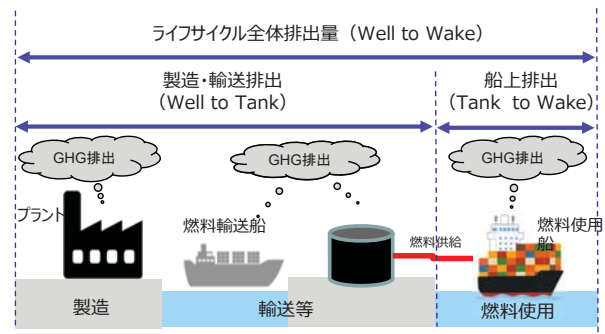 ライフサイクル全体排出量（Well to Wake）
製造・輸送排出
（Well to Tank）
船上排出
（Tank to Wake）
GHG排出
GHG排出
GHG排出
プラント
燃料輸送船
燃料供給
燃料使用
船
製造
輸送等
燃料使用